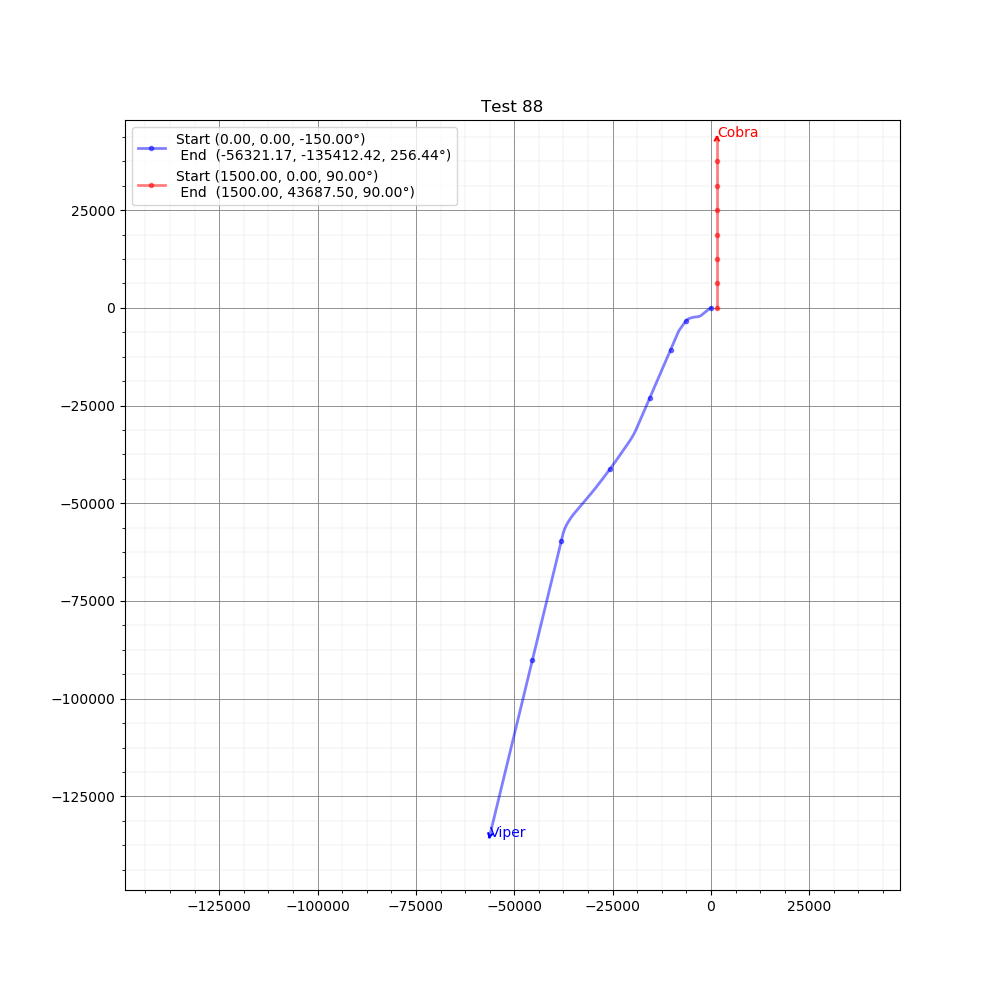 Test 88
Start (0.00, 0.00, -150.00°)
End  (-56321.17, -135412.42, 256.44°)
Start (1500.00, 0.00, 90.00°)
End  (1500.00, 43687.50, 90.00°)
Cobra
25000
0
−25000
−50000
−75000
−100000
−125000
Viper
−125000
−100000
−75000
−50000
−25000
0
25000